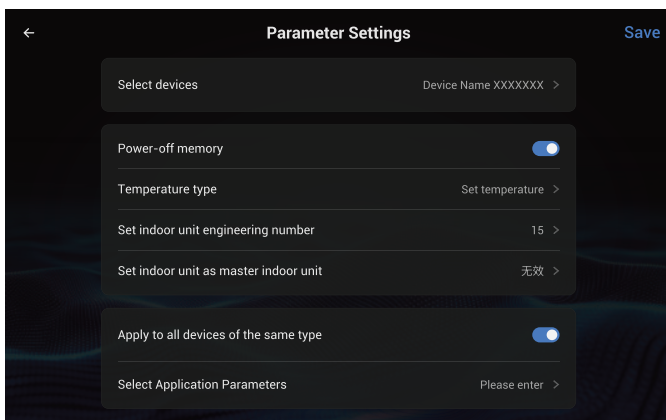 Parameter Settings
Save
Select devices
Device Name XXXXXXX
Power-off memory
Temperature type
Set temperature
Set indoor unit engineering number
15
Set indoor unit as master indoor unit
无效
Apply to all devices of the same type
Select Application Parameters
Please enter